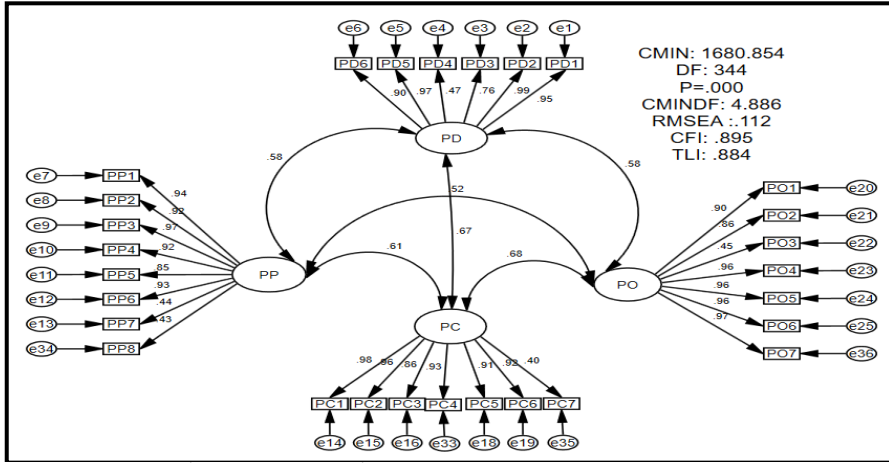 e6 e5 e4 e3 e2 e1
PD6 PD5 PD4 PD3 PD2 PD1
.90 .97 .47 .76 .99 .95
PD
CMIN: 1680.854
DF: 344
P=.000
CMINDF: 4.886
RMSEA :.112
CFI: .895
TLI: .884
.58 .58
.52
.67
.61 .68
e7 PP1 .94
e8 PP2 .92
e9 PP3 .97
e10 PP4 .92
e11 PP5 .85
e12 PP6 .93
e13 PP7 .44
e34 PP8 .43
PP
PO
.90 PO1 e20
.86 PO2 e21
.45 PO3 e22
.96 PO4 e23
.96 PO5 e24
.96 PO6 e25
.97 PO7 e36
PC
.98 .96 .86 .93 .91 .92 .40
PC1 PC2 PC3 PC4 PC5 PC6 PC7
e14 e15 e16 e33 e18 e19 e35